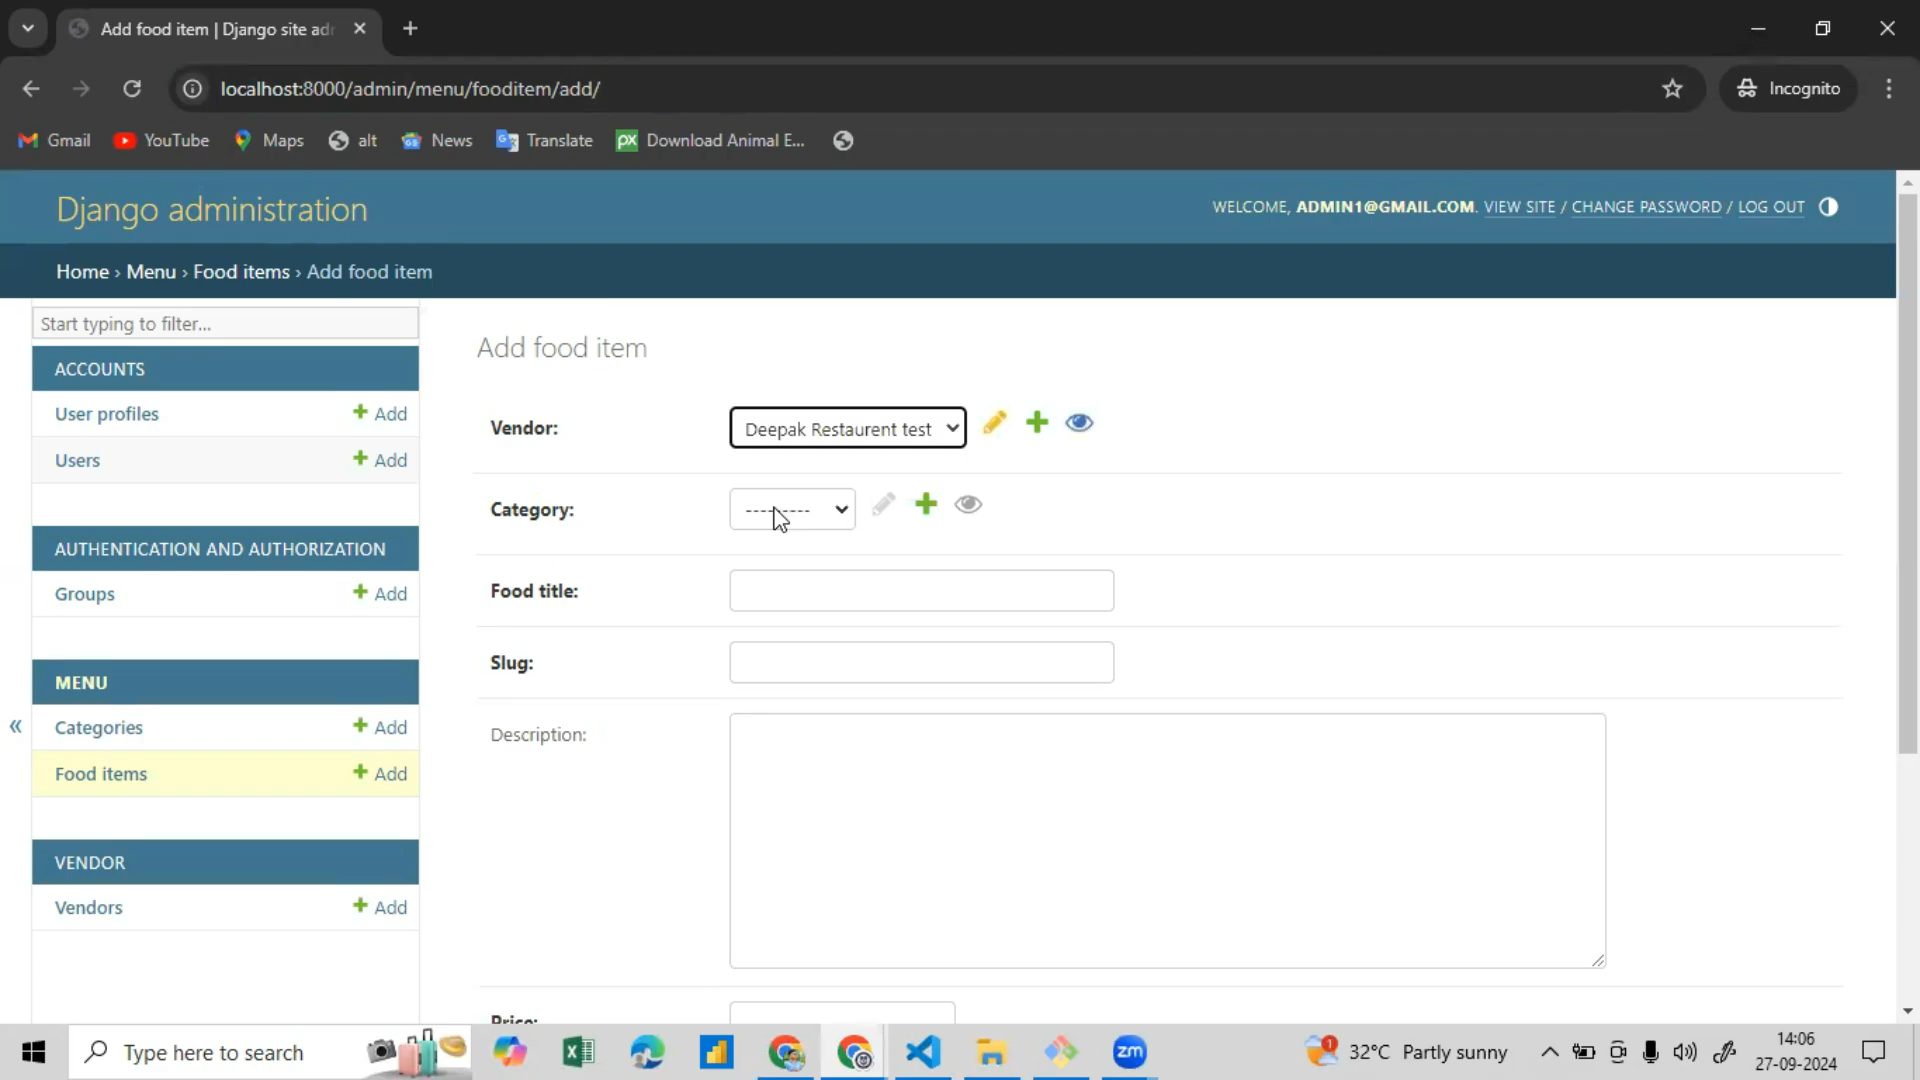 Add food item | Django site adr
localhost:8000/admin/menu/fooditem/add/
Incognito
Gmail
YouTube
Maps
alt
News
Translate
px
Download Animal E...
Django administration
WELCOME, ADMIN1@GMAIL.COM. VIEW SITE / CHANGE PASSWORD / LOG OUT
Home › Menu › Food items › Add food item
Start typing to filter...
ACCOUNTS
User profiles
Add
Users
Add
AUTHENTICATION AND AUTHORIZATION
Groups
Add
MENU
Categories
Add
Food items
Add
VENDOR
Vendors
Add
«
Add food item
Vendor:
Deepak Restaurent test
Category:
---------
Food title:
Slug:
Description:
Price:
Type here to search
zm
1
32°C Partly sunny
14:06
27-09-2024